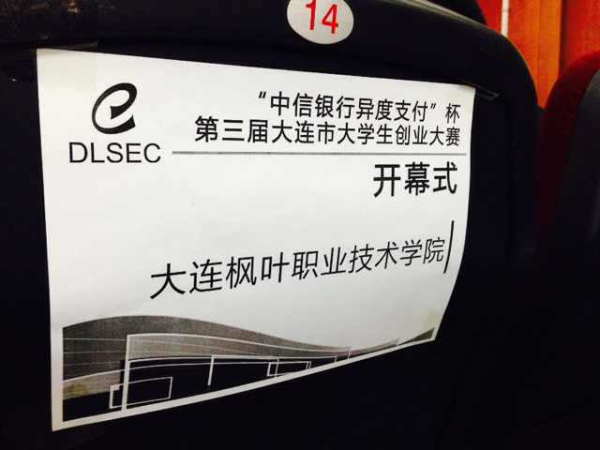 14
“中信银行异度支付”杯
第三届大连市大学生创业大赛
DLSEC
开幕式
大连枫叶职业技术学院